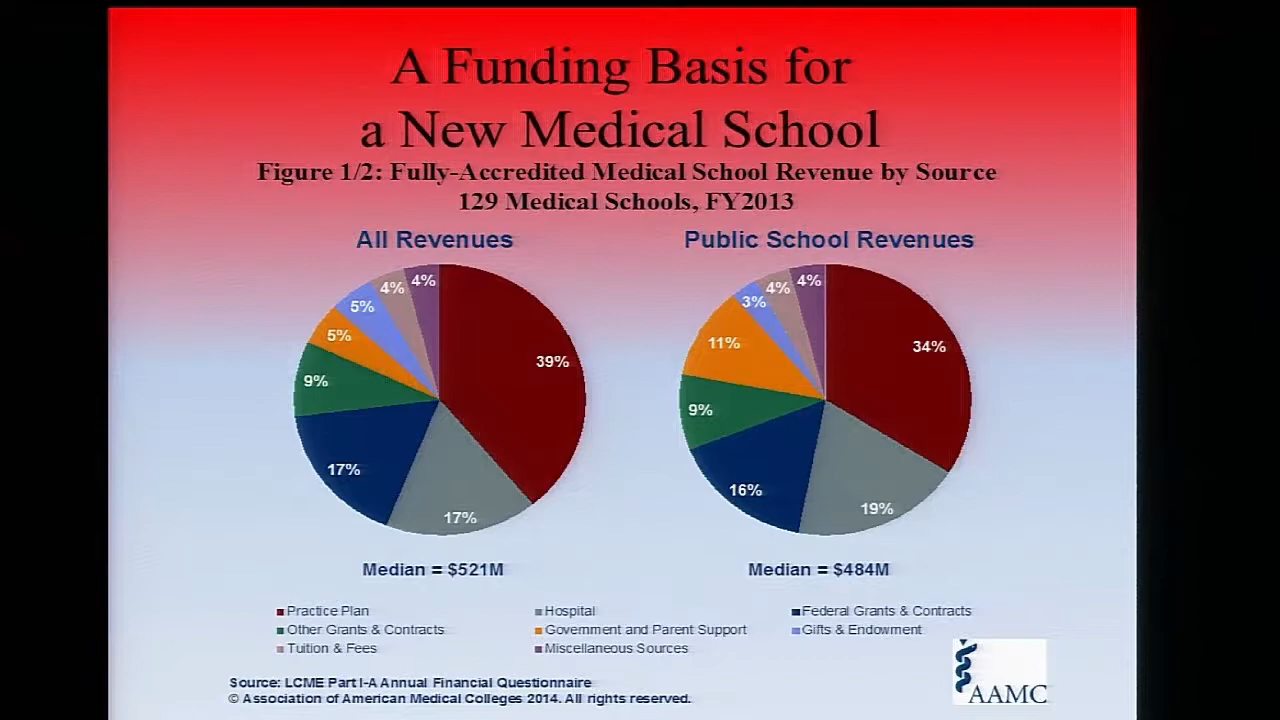 A Funding Basis for
a New Medical School
Figure 1/2: Fully-Accredited Medical School Revenue by Source
129 Medical Schools, FY2013
All Revenues
Public School Revenues
4%
4%
5%
5%
9%
17%
17%
39%
4%
4%
3%
11%
9%
16%
19%
34%
Median = $521M
Median = $484M
Practice Plan
Hospital
Federal Grants & Contracts
Other Grants & Contracts
Government and Parent Support
Gifts & Endowment
Tuition & Fees
Miscellaneous Sources
Source: LCME Part I-A Annual Financial Questionnaire
© Association of American Medical Colleges 2014. All rights reserved.
AAMC